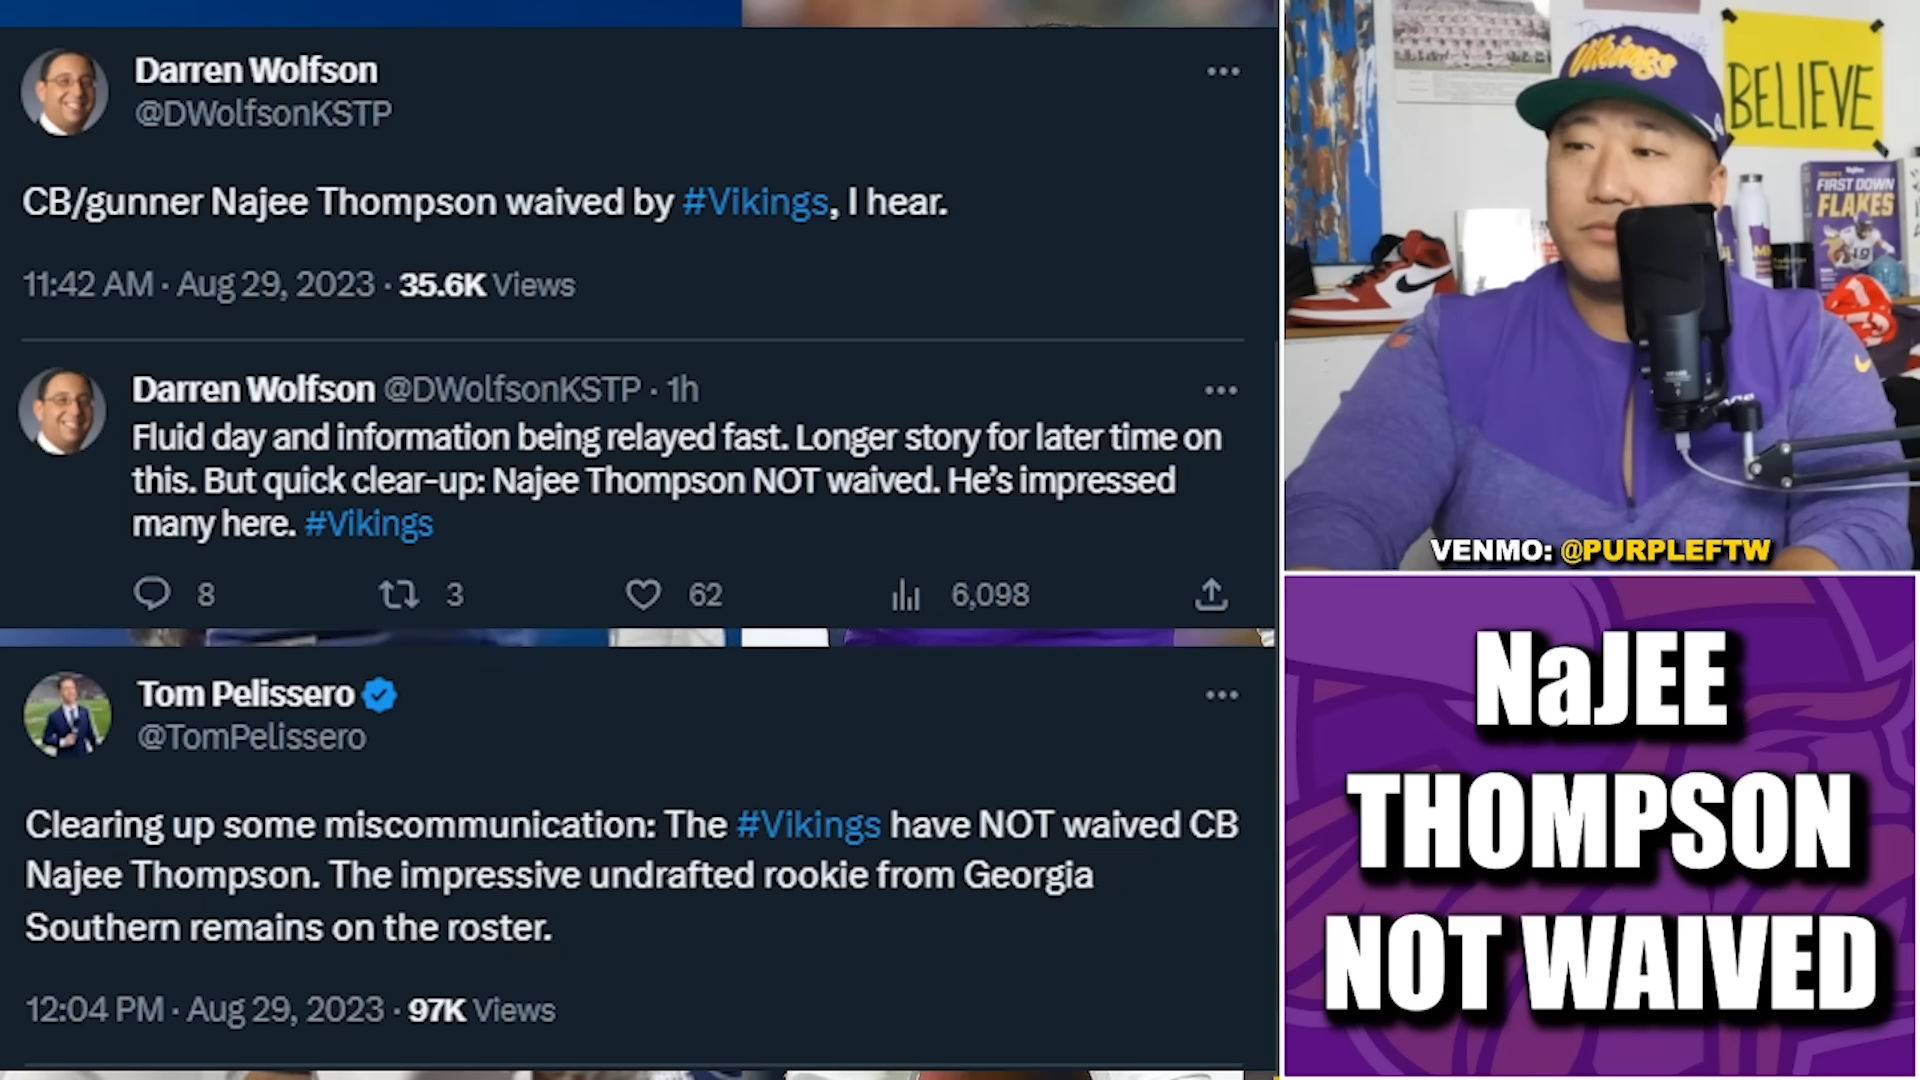 Darren Wolfson
@DWolfsonKSTP
CB/gunner Najee Thompson waived by #Vikings, I hear.
11:42 AM · Aug 29, 2023 · 35.6K Views
Darren Wolfson @DWolfsonKSTP · 1h
Fluid day and information being relayed fast. Longer story for later time on
this. But quick clear-up: Najee Thompson NOT waived. He's impressed
many here. #Vikings
8 3 62 6,098
Tom Pelissero
@TomPelissero
Clearing up some miscommunication: The #Vikings have NOT waived CB
Najee Thompson. The impressive undrafted rookie from Georgia
Southern remains on the roster.
12:04 PM · Aug 29, 2023 · 97K Views
Vikings
BELIEVE
FIRST DOWN
FLAKES
19
VENMO: @PURPLEFTW
NaJEE
THOMPSON
NOT WAIVED